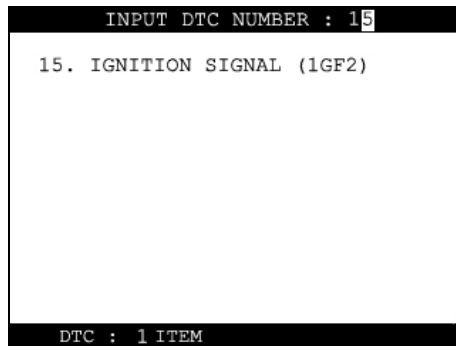 INPUT DTC NUMBER : 15
15. IGNITION SIGNAL (1GF2)
DTC : 1 ITEM